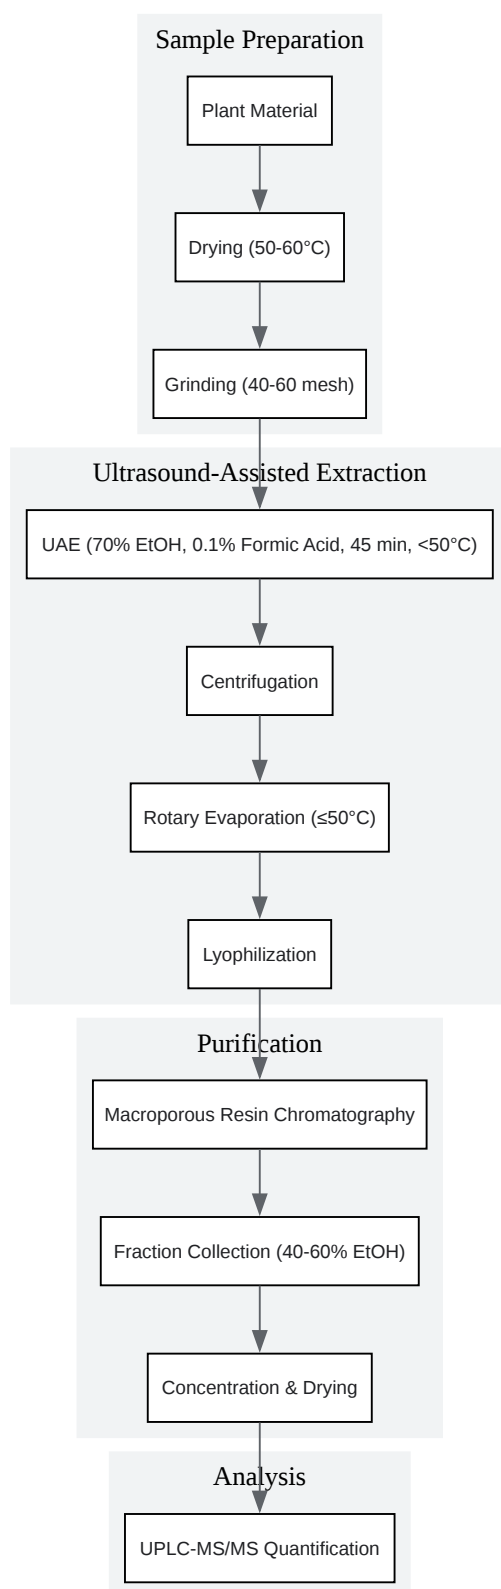 Sample Preparation
Plant Material
Drying (50-60°C)
Grinding (40-60 mesh)
Ultrasound-Assisted Extraction
UAE (70% EtOH, 0.1% Formic Acid, 45 min, <50°C)
Centrifugation
Rotary Evaporation (≤50°C)
Lyophilization
Purification
Macroporous Resin Chromatography
Fraction Collection (40-60% EtOH)
Concentration & Drying
Analysis
UPLC-MS/MS Quantification